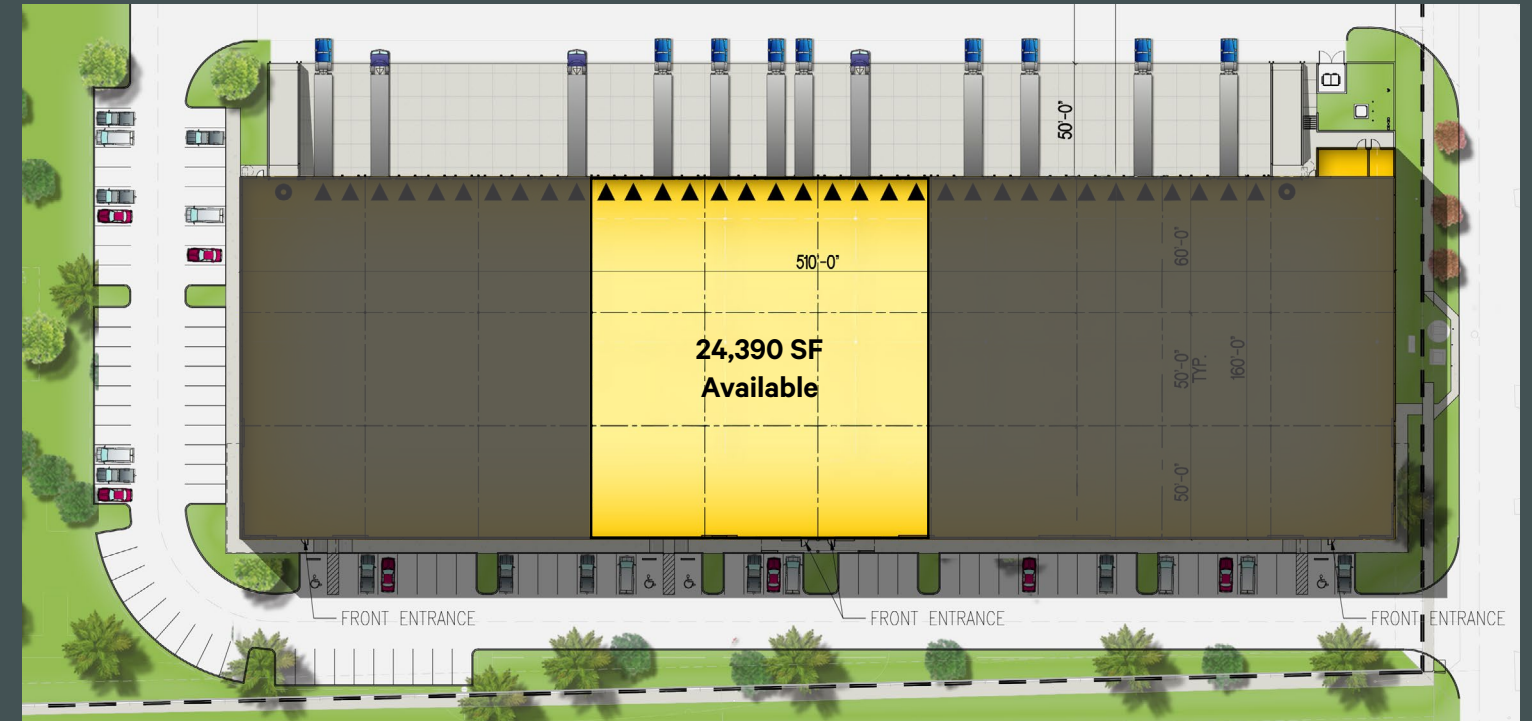 50'-0"
510'-0"
60'-0"
24,390 SF
Available
50'-0"
TYP.
160'-0"
50'-0"
FRONT ENTRANCE
FRONT ENTRANCE
FRONT ENTRANCE